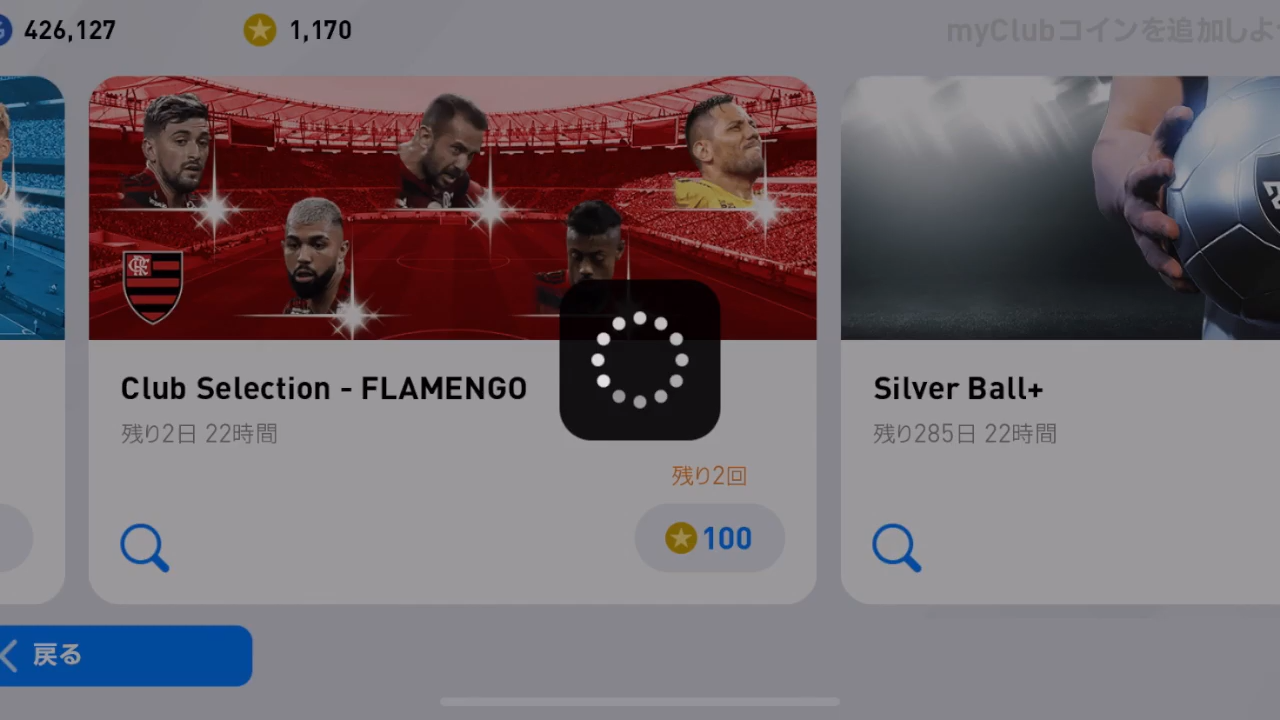 426,127
1,170
myClubコインを追加しよ
Club Selection - FLAMENGO
残り2日 22時間
残り2回
100
Silver Ball+
残り285日 22時間
戻る